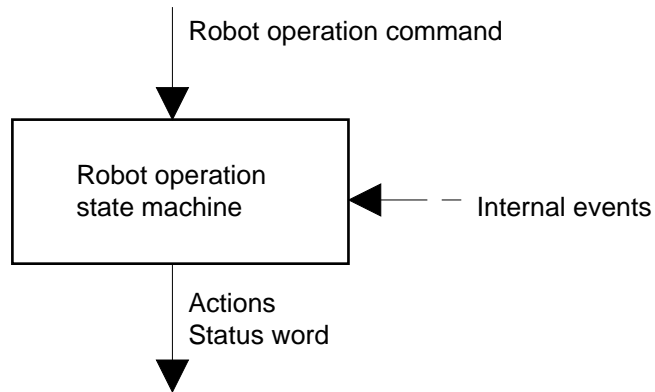 Robot operation command
Robot operation
state machine
Internal events
Actions
Status word